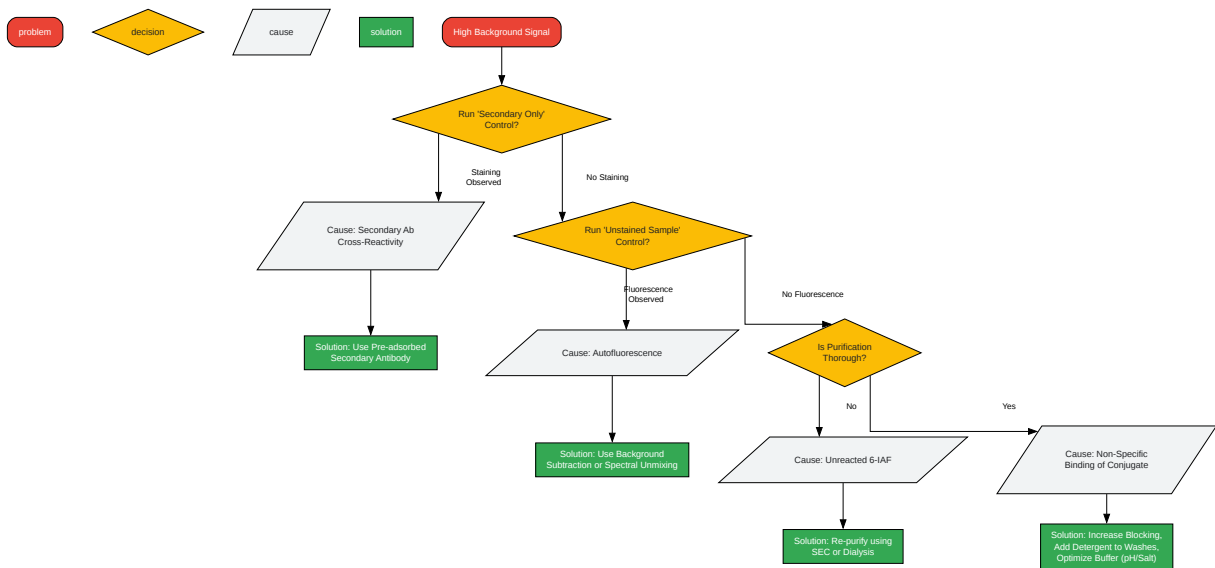 problem
decision
cause
solution
High Background Signal
Run 'Secondary Only'
Control?
Staining
Observed
No Staining
Cause: Secondary Ab
Cross-Reactivity
Run 'Unstained Sample'
Control?
Fluorescence
Observed
No Fluorescence
Solution: Use Pre-adsorbed
Secondary Antibody
Cause: Autofluorescence
Is Purification
Thorough?
No
Yes
Solution: Use Background
Subtraction or Spectral Unmixing
Cause: Unreacted 6-IAF
Cause: Non-Specific
Binding of Conjugate
Solution: Re-purify using
SEC or Dialysis
Solution: Increase Blocking,
Add Detergent to Washes,
Optimize Buffer (pH/Salt)